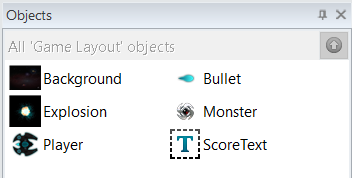 Objects
All 'Game Layout' objects
Background Bullet
Explosion Monster
Player T ScoreText